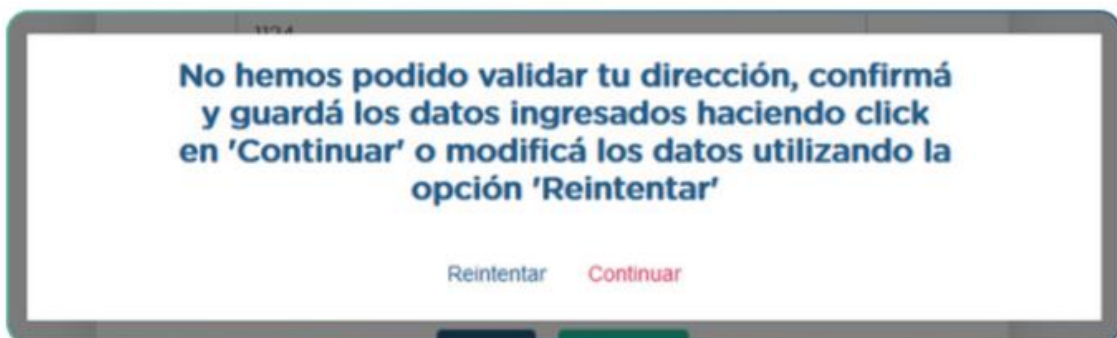 No hemos podido validar tu dirección, confirmá
y guardá los datos ingresados haciendo click
en 'Continuar' o modificá los datos utilizando la
opción 'Reintentar'
Reintentar Continuar